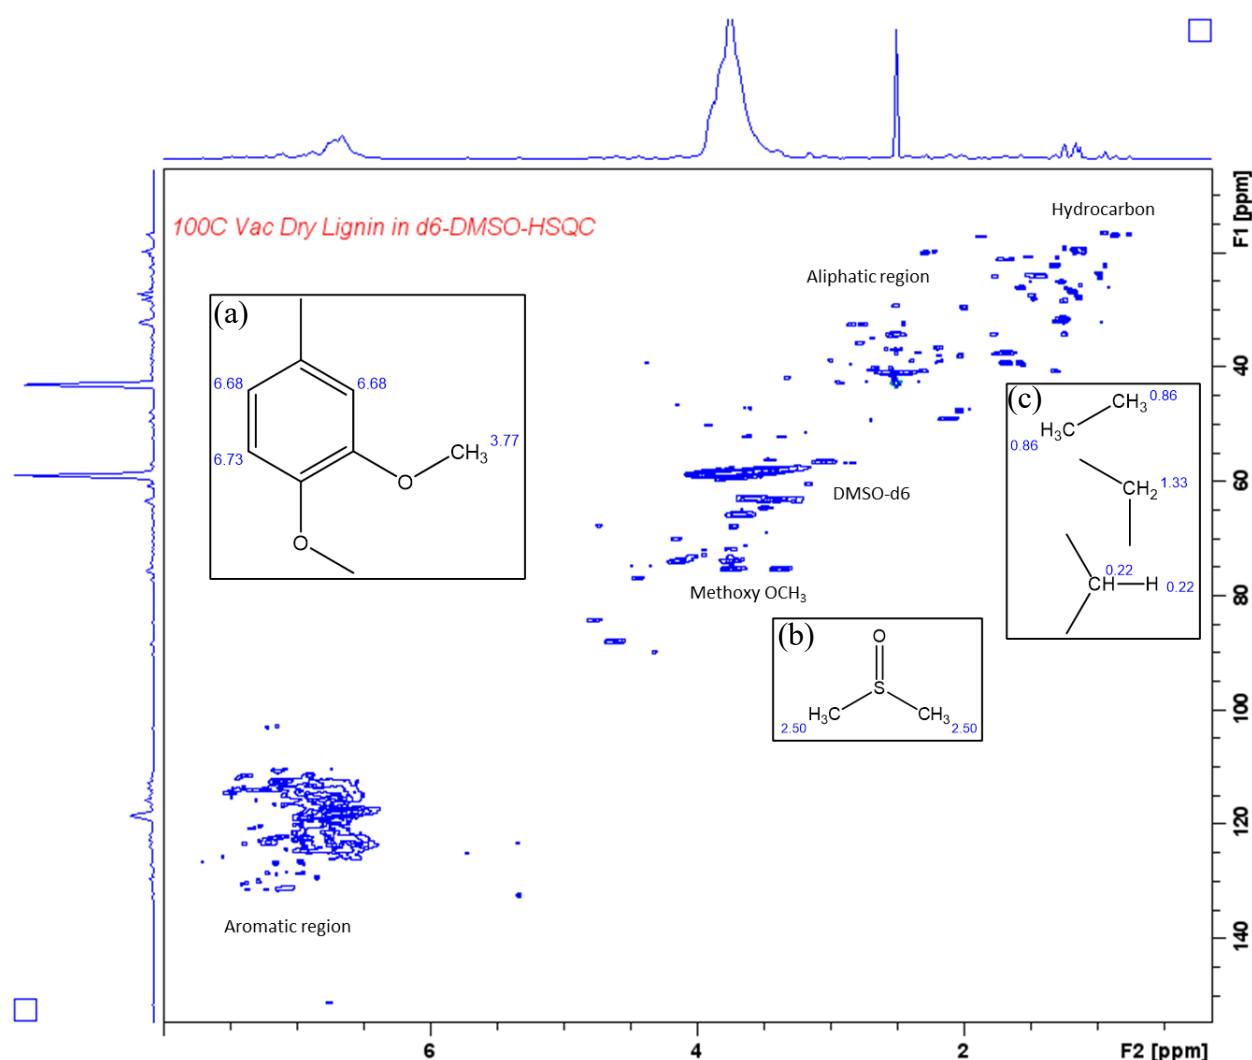 100C Vac Dry Lignin in d6-DMSO-HSQC
Hydrocarbon
Aliphatic region
(a)
6.68
6.68
6.73
CH3
3.77
O
O
(c)
CH3
0.86
H3C
0.86
CH2
1.33
0.22
CH
H
0.22
DMSO-d6
Methoxy OCH3
(b)
O
S
H3C
CH3
2.50
2.50
Aromatic region
F1 [ppm]
40
60
80
100
120
140
6
4
2
F2 [ppm]